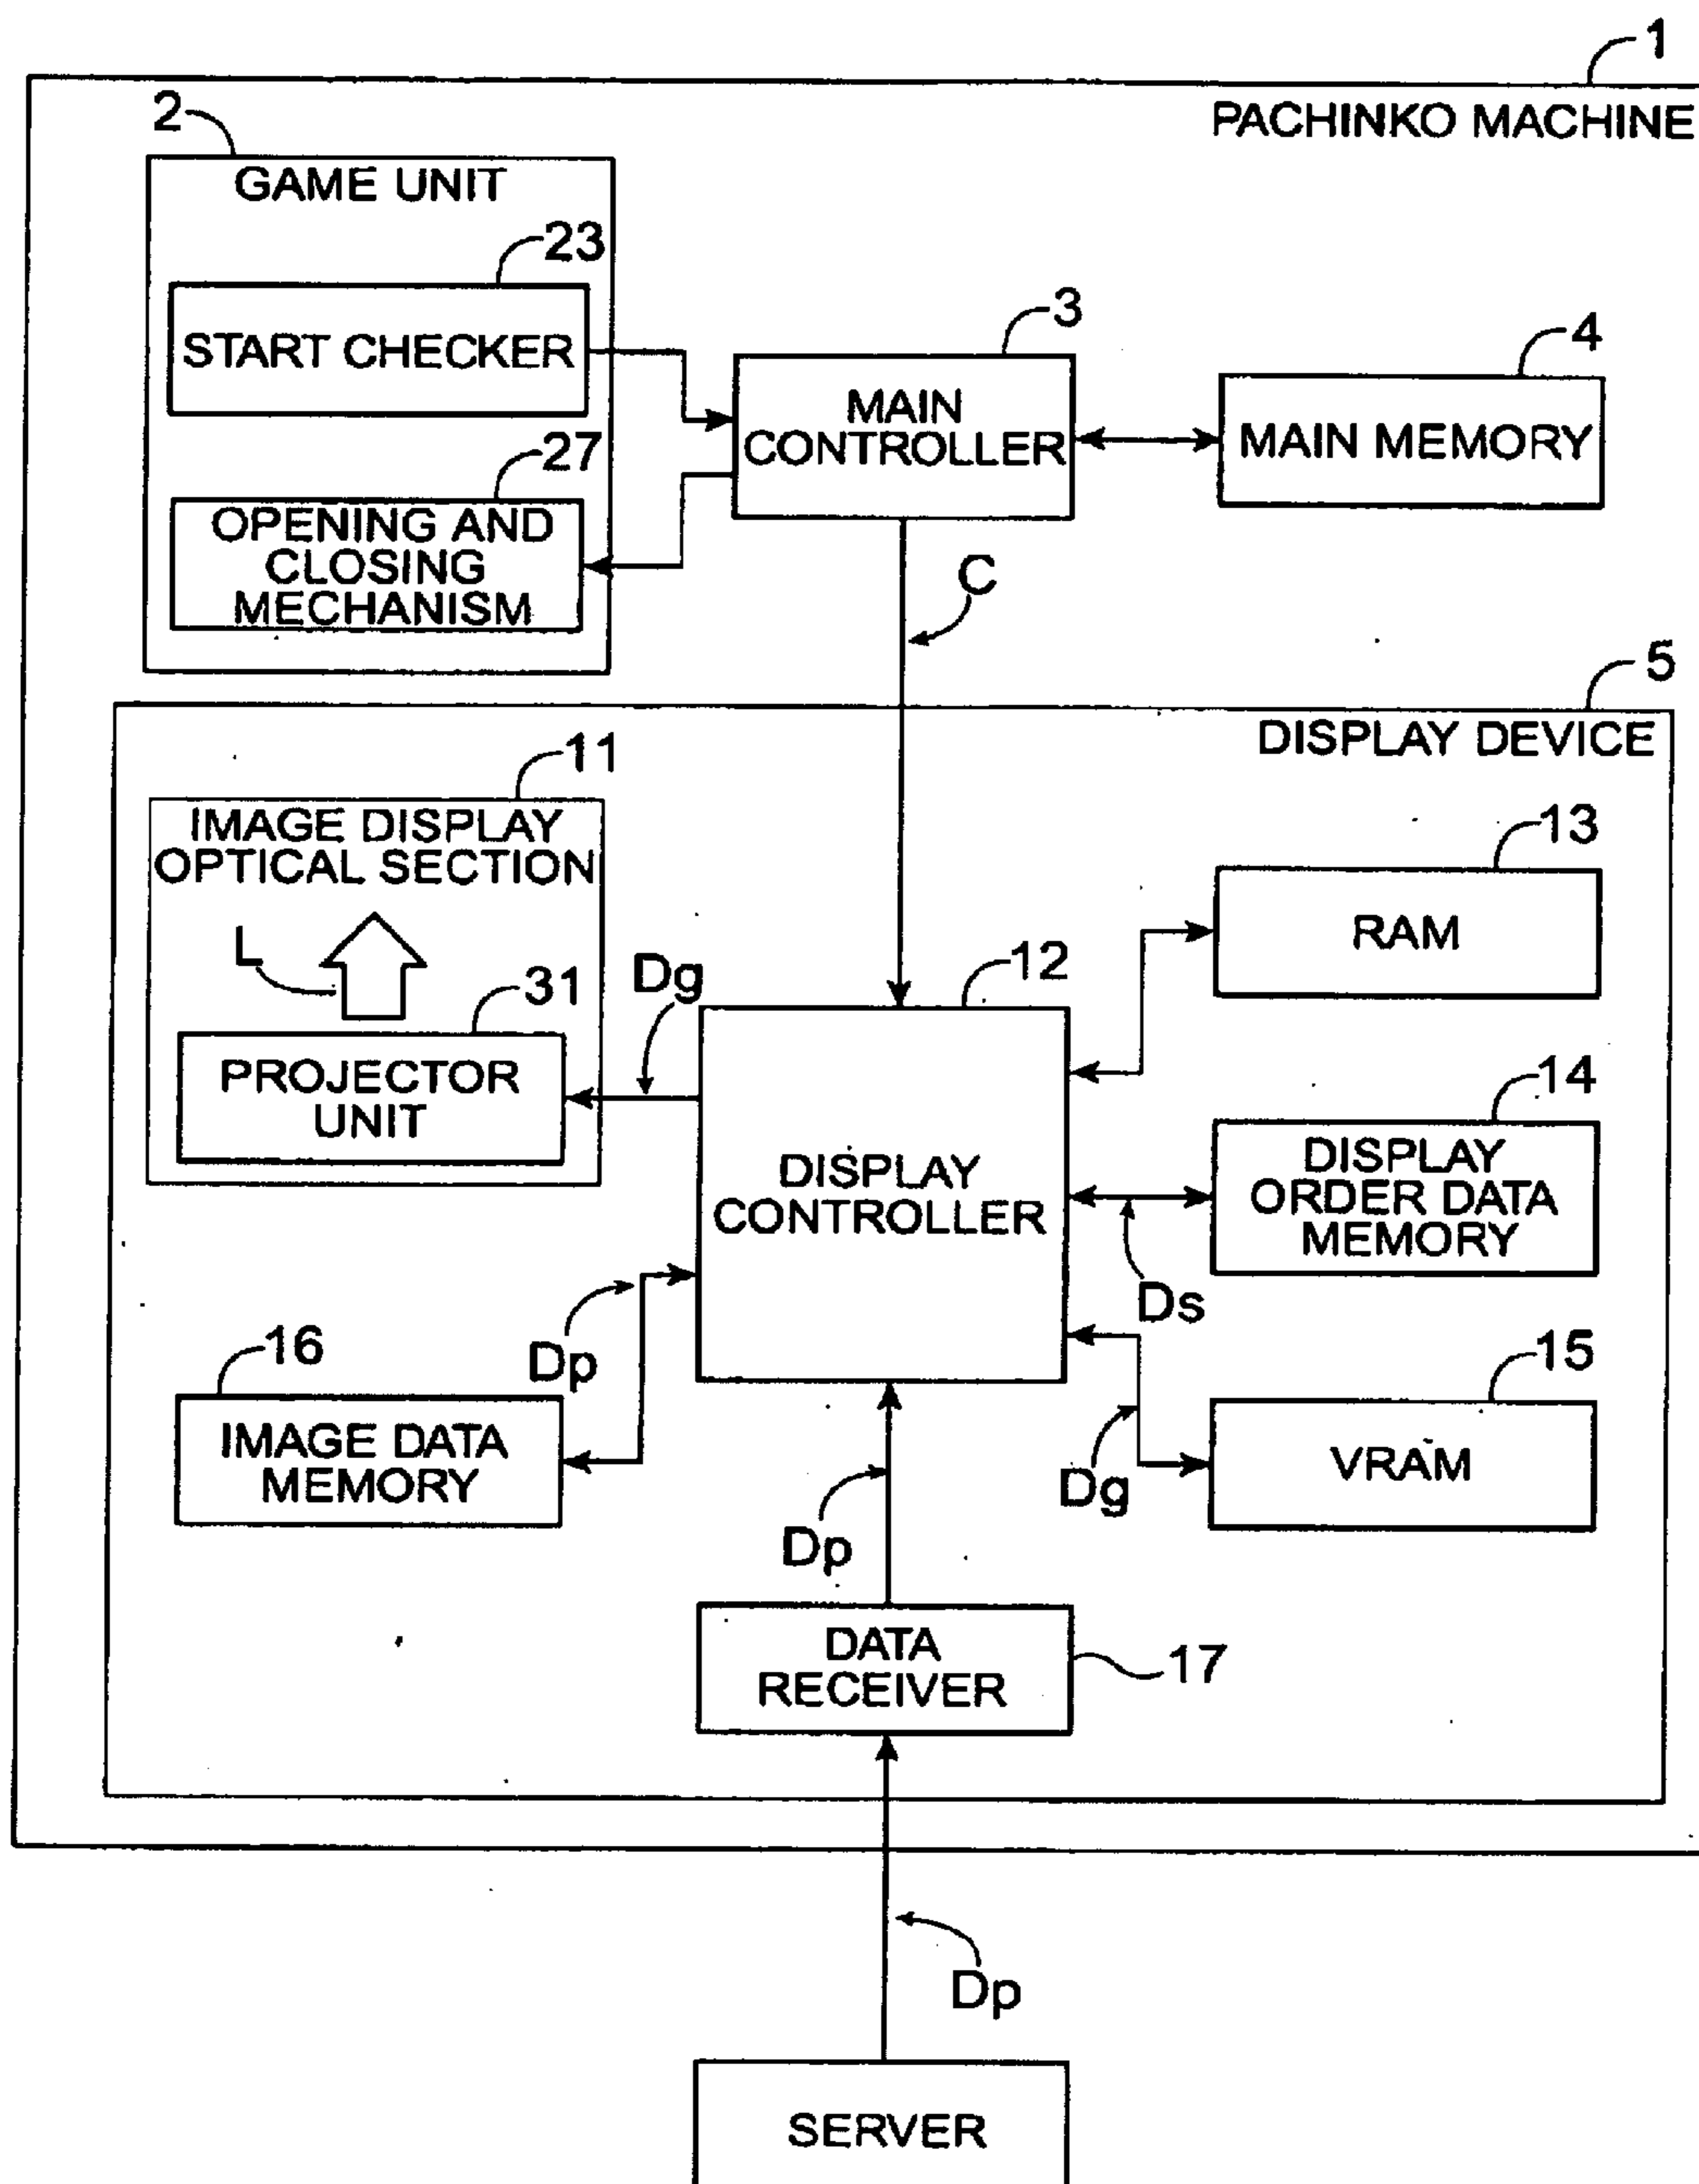 1
PACHINKO MACHINE
2
GAME UNIT
23
START CHECKER
3
MAIN
CONTROLLER
4
MAIN MEMORY
27
OPENING AND
CLOSING
MECHANISM
C
5
DISPLAY DEVICE
11
IMAGE DISPLAY
OPTICAL SECTION
L
31
PROJECTOR
UNIT
Dg
12
DISPLAY
CONTROLLER
13
RAM
14
DISPLAY
ORDER DATA
MEMORY
Ds
Dp
16
IMAGE DATA
MEMORY
15
VRAM
Dg
Dp
DATA
RECEIVER
17
Dp
SERVER